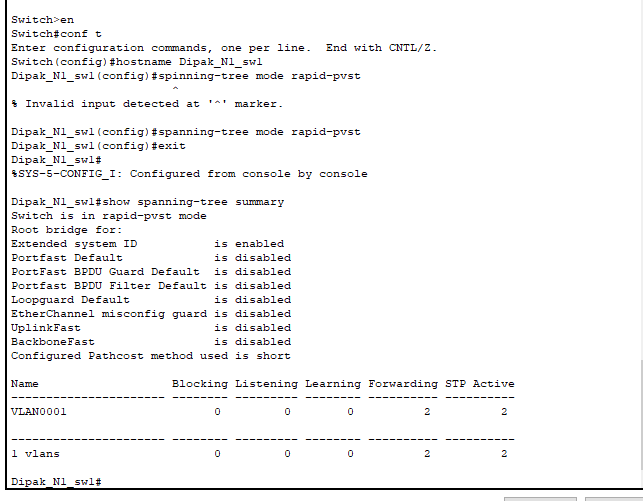 Switch>en
Switch#conf t
Enter configuration commands, one per line.  End with CNTL/Z.
Switch(config)#hostname Dipak_N1_sw1
Dipak_N1_sw1(config)#spinning-tree mode rapid-pvst
                       ^
% Invalid input detected at '^' marker.
Dipak_N1_sw1(config)#spanning-tree mode rapid-pvst
Dipak_N1_sw1(config)#exit
Dipak_N1_sw1#
%SYS-5-CONFIG_I: Configured from console by console
Dipak_N1_sw1#show spanning-tree summary
Switch is in rapid-pvst mode
Root bridge for:
Extended system ID           is enabled
Portfast Default             is disabled
PortFast BPDU Guard Default  is disabled
Portfast BPDU Filter Default is disabled
Loopguard Default            is disabled
EtherChannel misconfig guard is disabled
UplinkFast                   is disabled
BackboneFast                 is disabled
Configured Pathcost method used is short
Name                   Blocking Listening Learning Forwarding STP Active
---------------------- -------- --------- -------- ---------- ----------
VLAN0001                     0         0        0          2          2
---------------------- -------- --------- -------- ---------- ----------
1 vlans                      0         0        0          2          2
Dipak_N1_sw1#